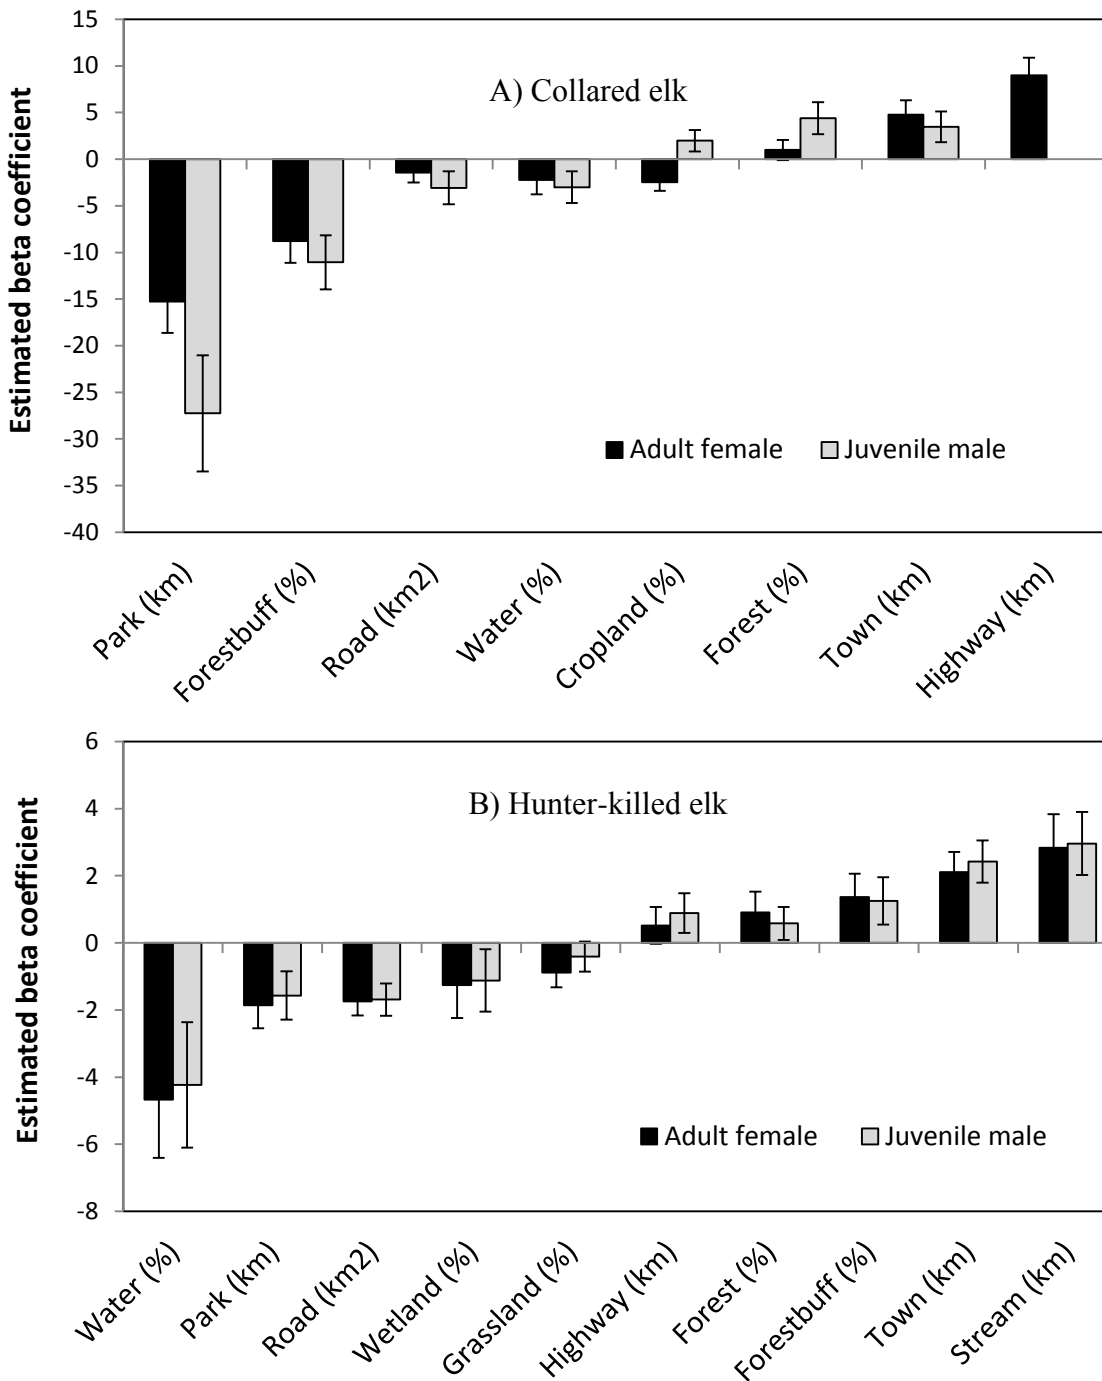 15
10
5
0
-5
-10
-15
-20
-25
-30
-35
-40
Estimated beta coefficient
A) Collared elk
Adult female
Juvenile male
Park (km)
Forestbuff (%)
Road (km2)
Water (%)
Cropland (%)
Forest (%)
Town (km)
Highway (km)
6
4
2
0
-2
-4
-6
-8
Estimated beta coefficient
B) Hunter-killed elk
Adult female
Juvenile male
Water (%)
Park (km)
Road (km2)
Wetland (%)
Grassland (%)
Highway (km)
Forest (%)
Forestbuff (%)
Town (km)
Stream (km)